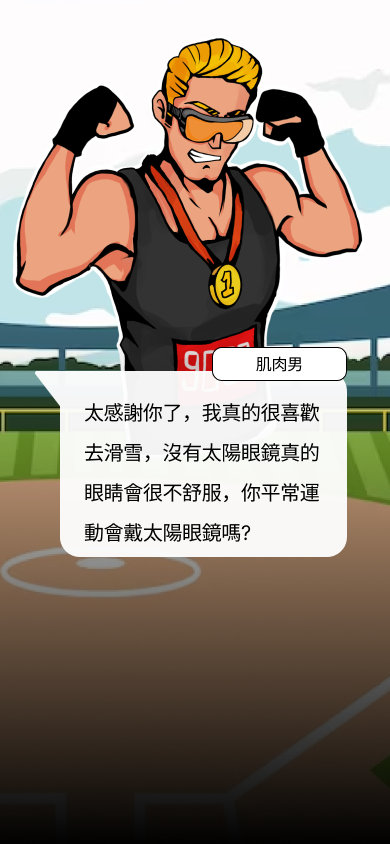 1
肌肉男
太感謝你了，我真的很喜歡
去滑雪，沒有太陽眼鏡真的
眼睛會很不舒服，你平常運
動會戴太陽眼鏡嗎？